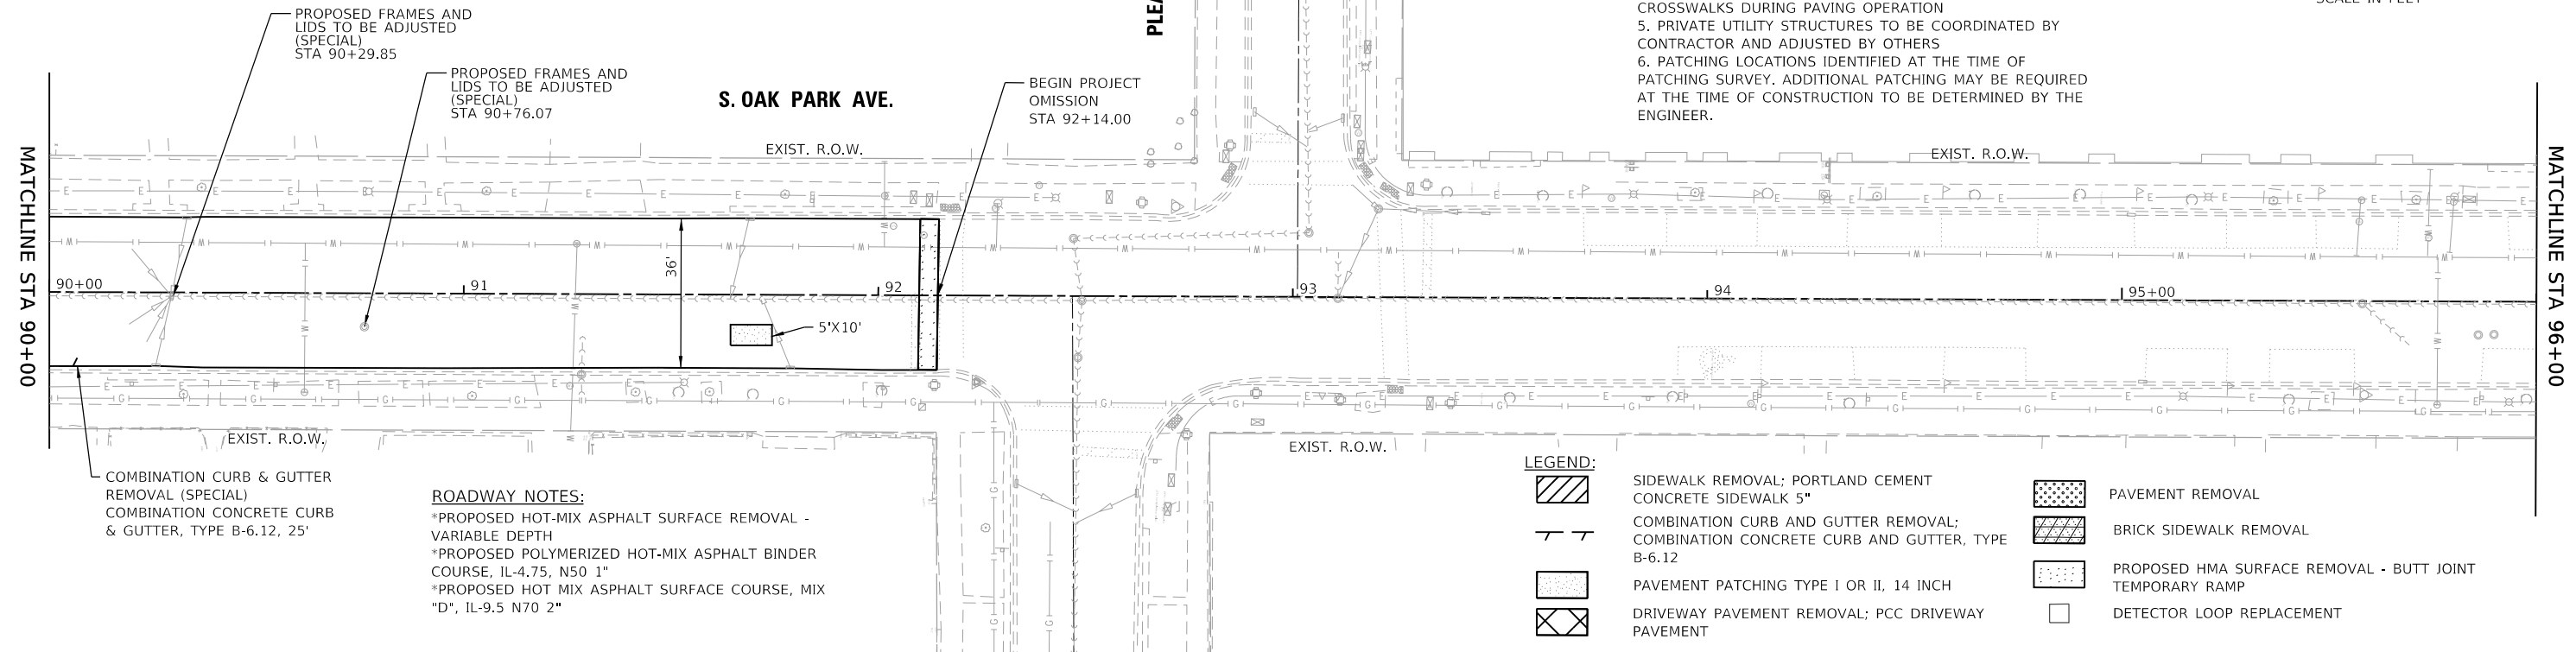 PROPOSED FRAMES AND
LIDS TO BE ADJUSTED
(SPECIAL)
STA 90+29.85
PROPOSED FRAMES AND
LIDS TO BE ADJUSTED
(SPECIAL)
STA 90+76.07
S. OAK PARK AVE.
BEGIN PROJECT
OMISSION
STA 92+14.00
PLEA
CROSSWALKS DURING PAVING OPERATION
5. PRIVATE UTILITY STRUCTURES TO BE COORDINATED BY
CONTRACTOR AND ADJUSTED BY OTHERS
6. PATCHING LOCATIONS IDENTIFIED AT THE TIME OF
PATCHING SURVEY. ADDITIONAL PATCHING MAY BE REQUIRED
AT THE TIME OF CONSTRUCTION TO BE DETERMINED BY THE
ENGINEER.
SCALE IN FEET
MATCHLINE STA 90+00
EXIST. R.O.W.
EXIST. R.O.W.
36'
90+00
91
92
93
94
95+00
5'X10'
MATCHLINE STA 96+00
EXIST. R.O.W.
EXIST. R.O.W.
COMBINATION CURB & GUTTER
REMOVAL (SPECIAL)
COMBINATION CONCRETE CURB
& GUTTER, TYPE B-6.12, 25'
ROADWAY NOTES:
*PROPOSED HOT-MIX ASPHALT SURFACE REMOVAL -
VARIABLE DEPTH
*PROPOSED POLYMERIZED HOT-MIX ASPHALT BINDER
COURSE, IL-4.75, N50 1"
*PROPOSED HOT MIX ASPHALT SURFACE COURSE, MIX
"D", IL-9.5 N70 2"
LEGEND:
SIDEWALK REMOVAL; PORTLAND CEMENT
CONCRETE SIDEWALK 5"
COMBINATION CURB AND GUTTER REMOVAL;
COMBINATION CONCRETE CURB AND GUTTER, TYPE
B-6.12
PAVEMENT PATCHING TYPE I OR II, 14 INCH
DRIVEWAY PAVEMENT REMOVAL; PCC DRIVEWAY
PAVEMENT
PAVEMENT REMOVAL
BRICK SIDEWALK REMOVAL
PROPOSED HMA SURFACE REMOVAL - BUTT JOINT
TEMPORARY RAMP
DETECTOR LOOP REPLACEMENT